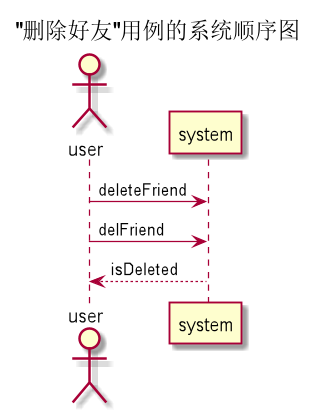 "删除好友"用例的系统顺序图
user
system
deleteFriend
delFriend
isDeleted
user
system